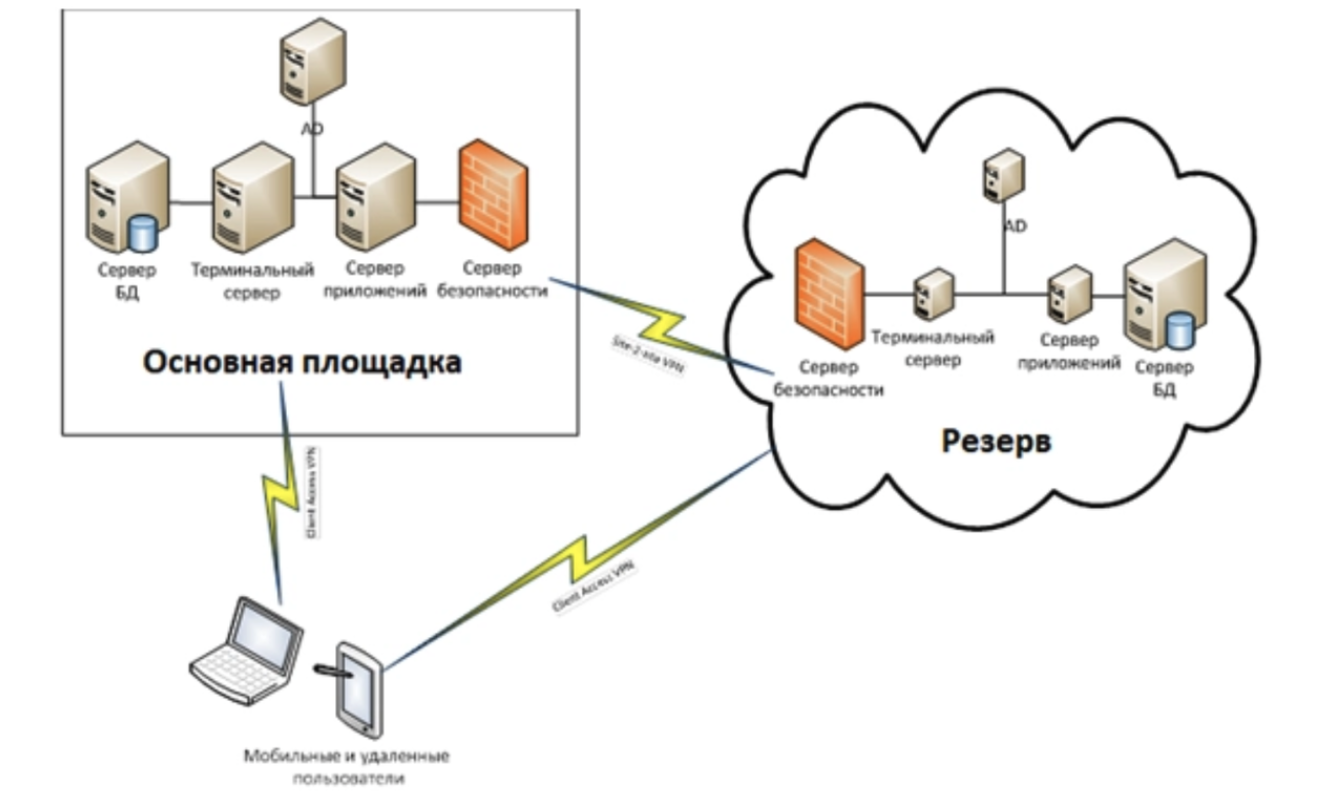 AD
Сервер
БД
Терминальный
сервер
Сервер
приложений
Сервер
безопасности
Основная площадка
Site-2-site VPN
AD
Сервер
безопасности
Терминальный
сервер
Сервер
приложений
Сервер
БД
Резерв
Client Access VPN
Client Access VPN
Мобильные и удаленные
пользователи